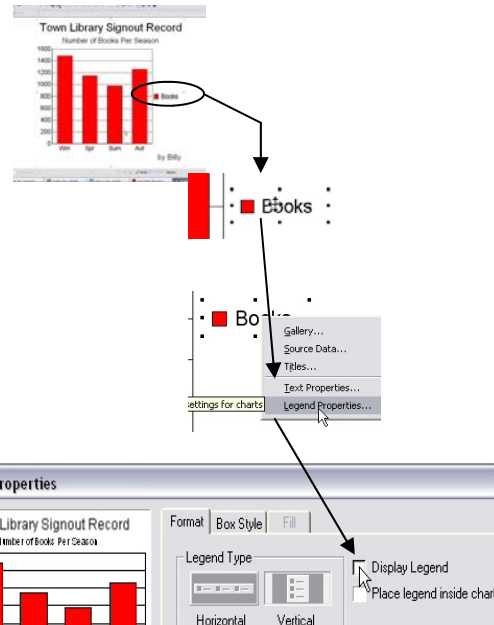 Town Library Signout Record
Number of Books Per Season
1600
1400
1200
1000
800
600
400
200
0
Books
Win Spr Sum Aut
by Billy
Books
Gallery...
Source Data...
Titles...
Text Properties...
Legend Properties...
settings for charts
roperties
Library Signout Record
umber of Books Per Season
Format Box Style Fill
Legend Type
Display Legend
Place legend inside chart
Horizontal Vertical